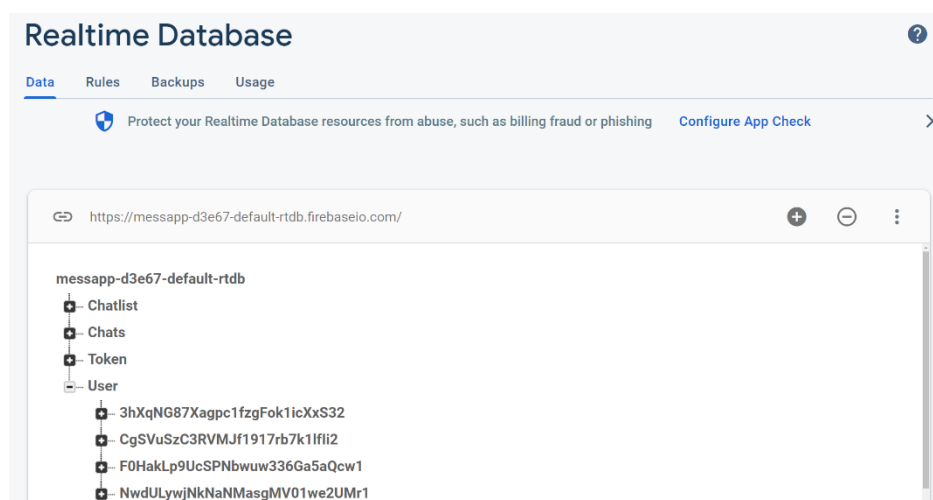 Realtime Database
Data Rules Backups Usage
Protect your Realtime Database resources from abuse, such as billing fraud or phishing Configure App Check
https://messapp-d3e67-default-rtdb.firebaseio.com/
messapp-d3e67-default-rtdb
Chatlist
Chats
Token
User
3hXqNG87Xagpc1fzgFok1icXxS32
CgSVuSzC3RVMJf1917rb7k1lfli2
F0HakLp9UcSPNbwuw336Ga5aQcw1
NwdULywjNkNaNMasgMV01we2UMr1